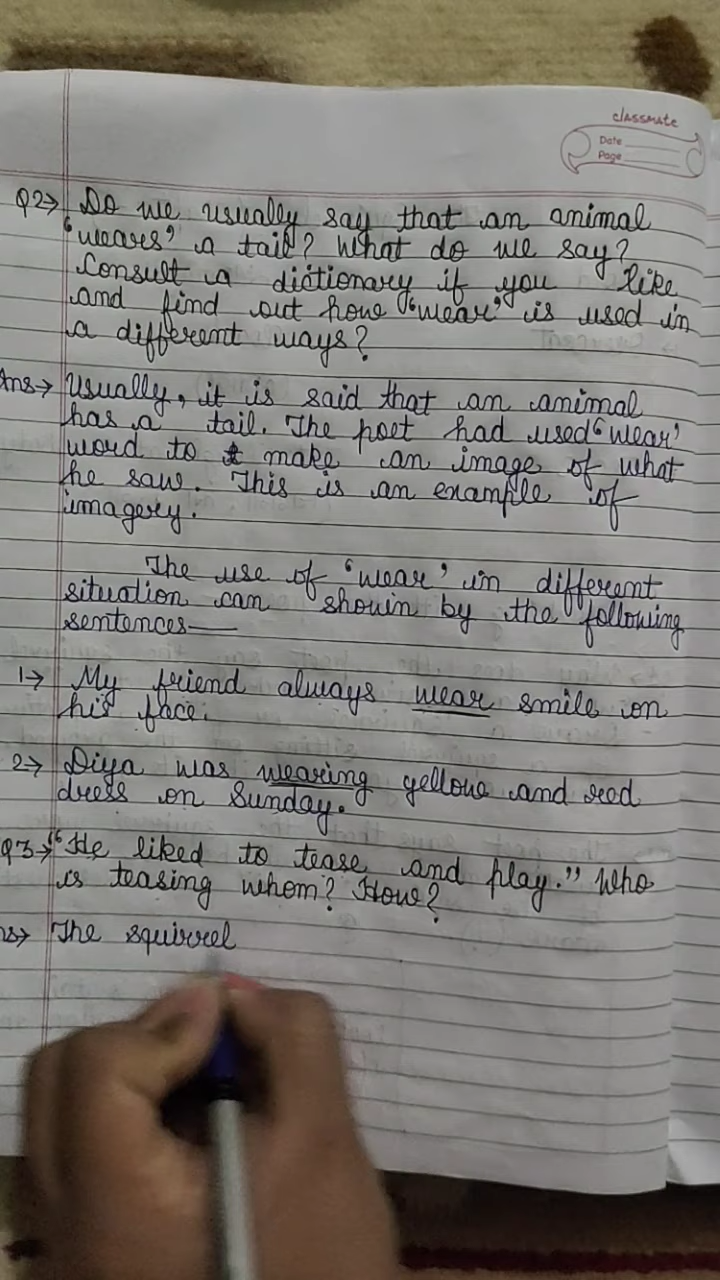 classmate
Date
Page
Q2→ Do we usually say that an animal
'wears' a tail? What do we say?
Consult a dictionary if you like
and find out how 'wear' is used in
a different ways?
Ans→ Usually, it is said that an animal
has a tail. The poet had used 'wear'
word to make an image of what
he saw. This is an example of
imagery.
The use of 'wear' in different
situation can shouin by the following
sentences—
1→ My friend always wear smile on
his face.
2→ Diya was wearing yellow and red
dress on Sunday.
Q3→ "He liked to tease and play." Who
is teasing whom? How?
ns→ The squirrel